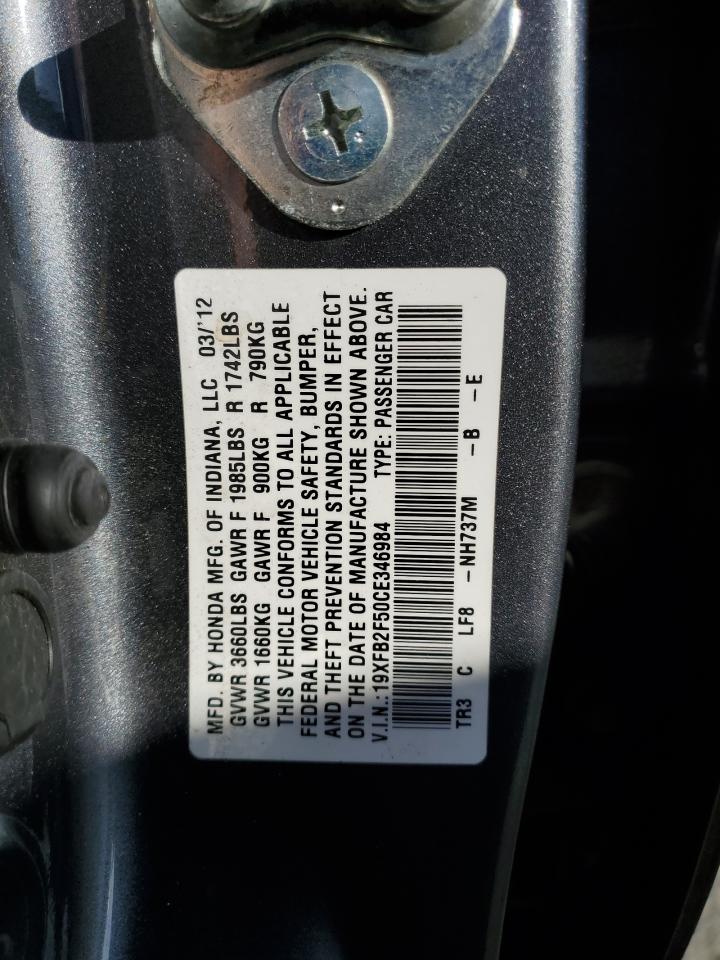 MFD. BY HONDA MFG. OF INDIANA, LLC 03/'12
GVWR 3660LBS GAWR F 1985LBS R 1742LBS
GVWR 1660KG GAWR F 900KG R 790KG
THIS VEHICLE CONFORMS TO ALL APPLICABLE
FEDERAL MOTOR VEHICLE SAFETY, BUMPER,
AND THEFT PREVENTION STANDARDS IN EFFECT
ON THE DATE OF MANUFACTURE SHOWN ABOVE.
V.I.N.:19XFB2F50CE346984 TYPE: PASSENGER CAR
TR3 C LF8 -NH737M -B -E